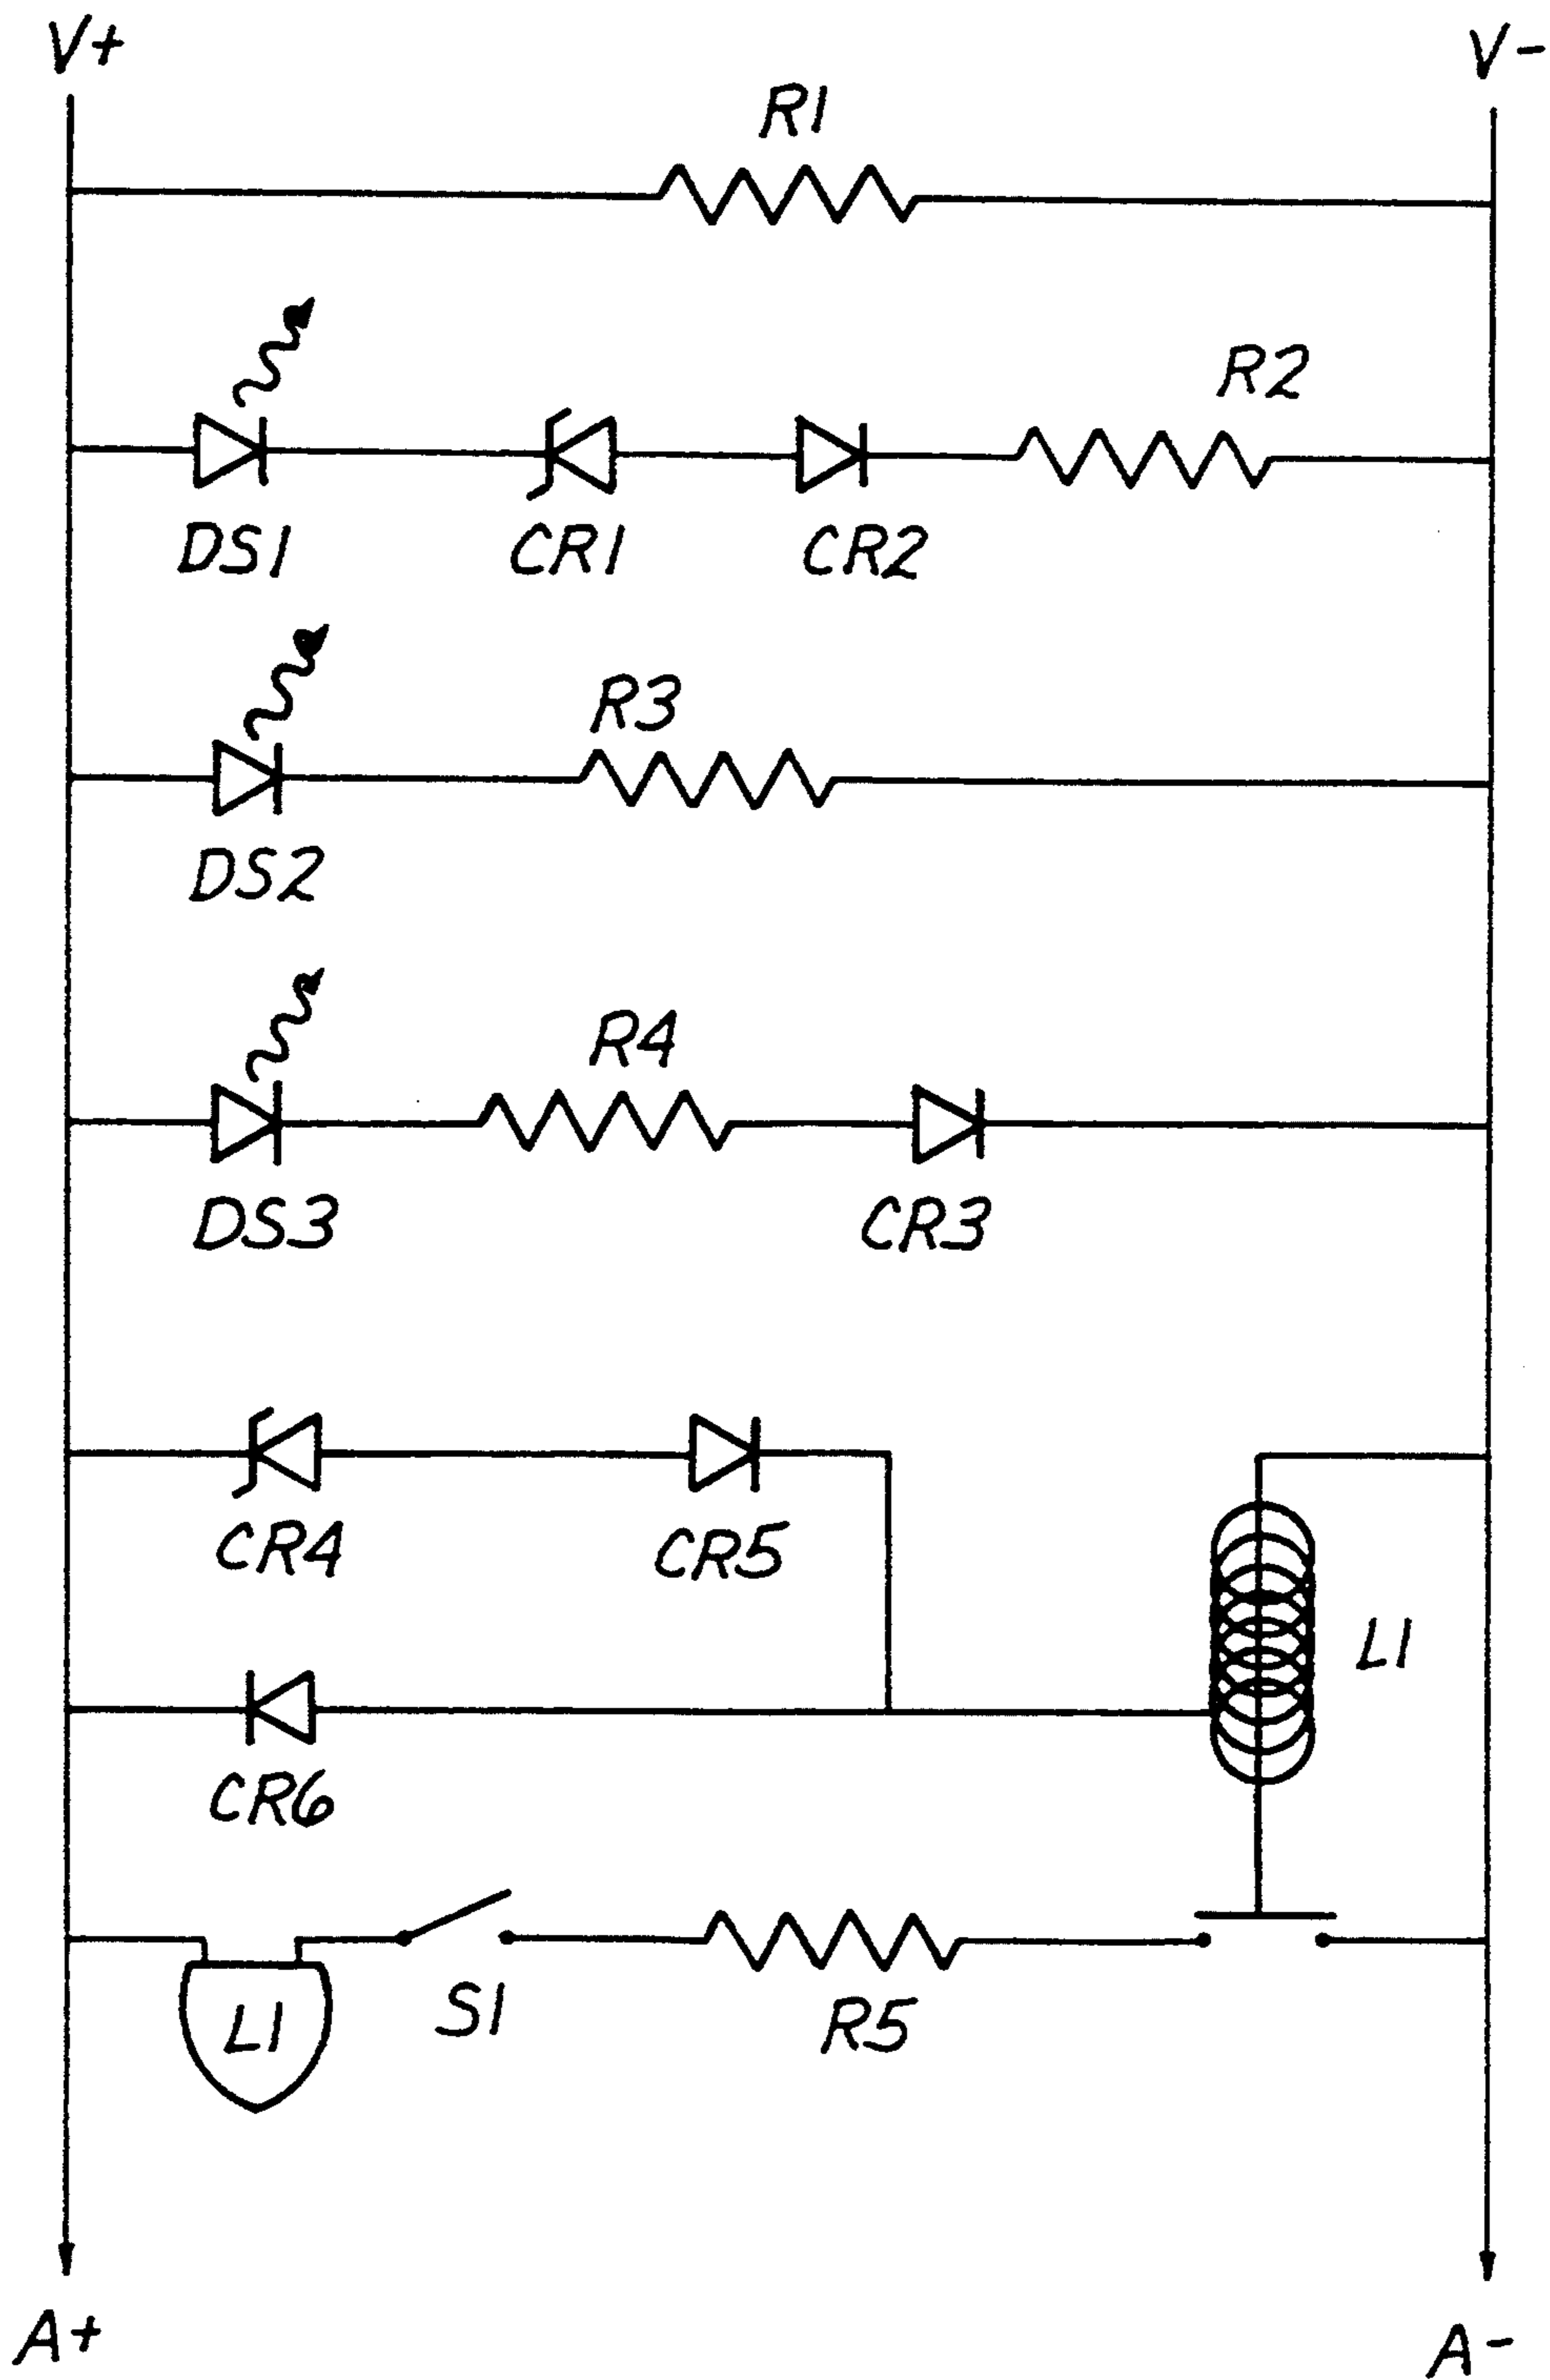 V+ V-
R1
R2
DS1 CR1 CR2
R3
DS2
R4
DS3 CR3
CR4 CR5
L1
CR6
L1 S1 R5
A+ A-